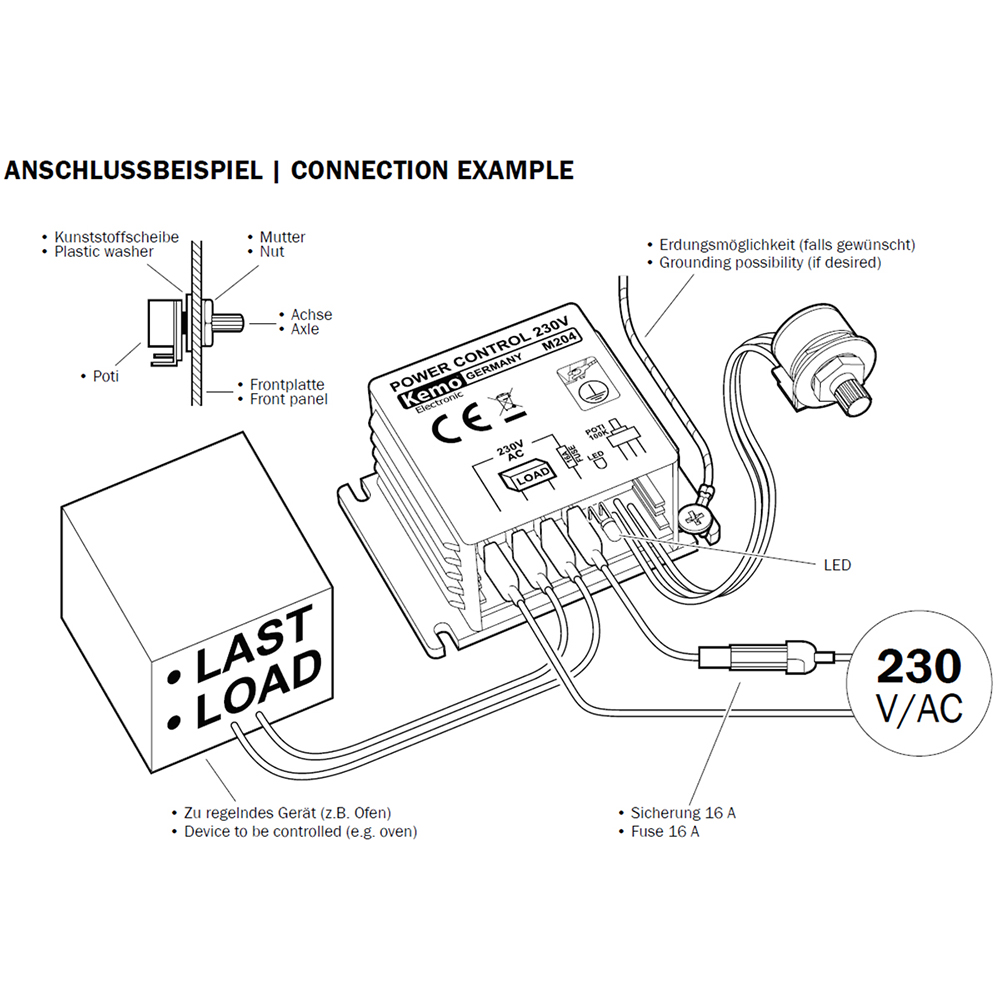 ANSCHLUSSBEISPIEL | CONNECTION EXAMPLE
• Kunststoffscheibe
• Plastic washer
• Mutter
• Nut
• Achse
• Axle
• Poti
• Frontplatte
• Front panel
• Erdungsmöglichkeit (falls gewünscht)
• Grounding possibility (if desired)
POWER CONTROL 230V
Kemo GERMANY M204
Electronic
CE
230V
AC
LOAD
16A
FUSE
LED
POTI
100K
LED
• LAST
• LOAD
230
V/AC
• Zu regelndes Gerät (z.B. Ofen)
• Device to be controlled (e.g. oven)
• Sicherung 16 A
• Fuse 16 A